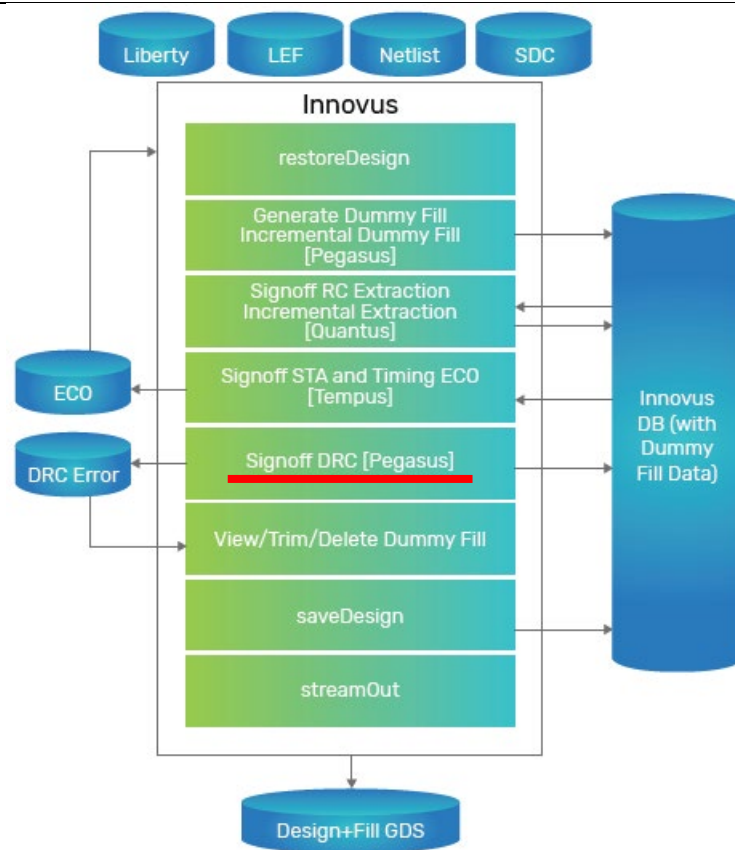 Liberty
LEF
Netlist
SDC
Innovus
restoreDesign
Generate Dummy Fill
Incremental Dummy Fill
[Pegasus]
Signoff RC Extraction
Incremental Extraction
[Quantus]
Signoff STA and Timing ECO
[Tempus]
ECO
Signoff DRC [Pegasus]
DRC Error
View/Trim/Delete Dummy Fill
saveDesign
streamOut
Innovus
DB (with
Dummy
Fill Data)
Design+Fill GDS